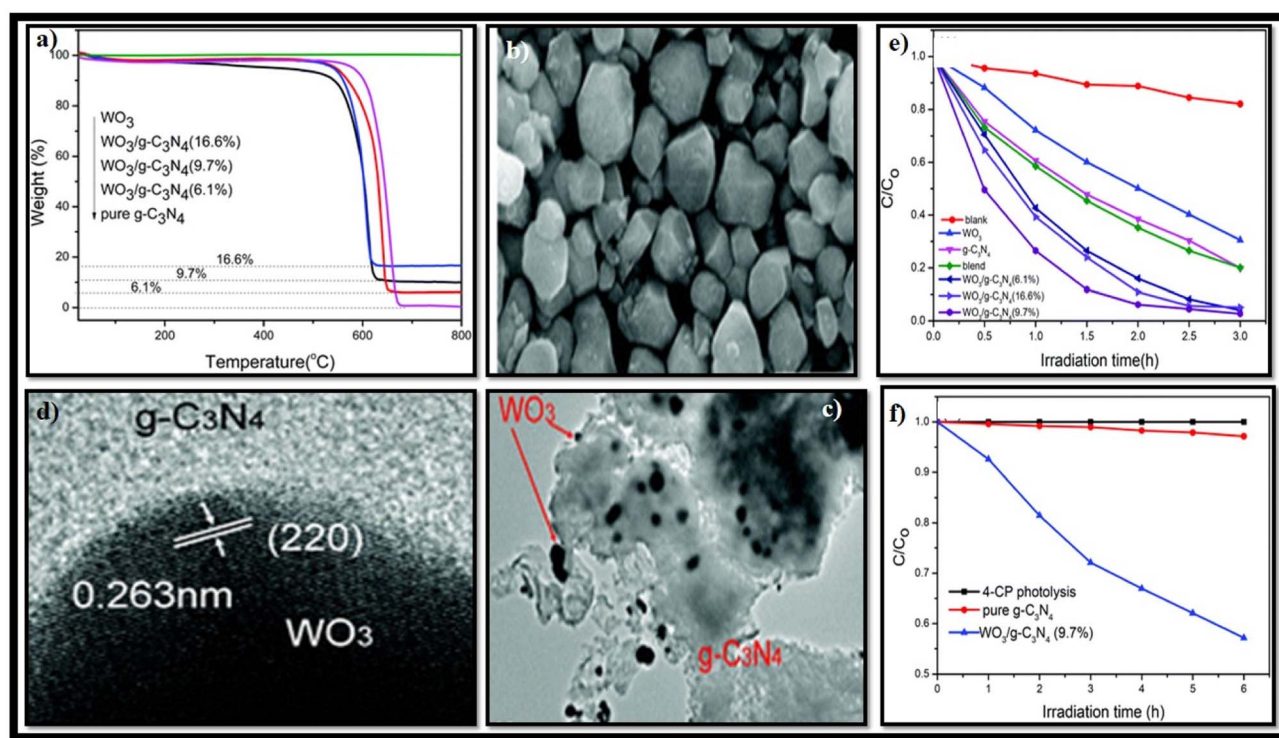 a)
100
80
60
40
20
0
Weight (%)
WO₃
WO₃/g-C₃N₄(16.6%)
WO₃/g-C₃N₄(9.7%)
WO₃/g-C₃N₄(6.1%)
pure g-C₃N₄
16.6%
9.7%
6.1%
200 400 600 800
Temperature(°C)
b)
e)
1.0
0.8
0.6
0.4
0.2
0.0
C/C₀
blank
WO₃
g-C₃N₄
blend
WO₃/g-C₃N₄(6.1%)
WO₃/g-C₃N₄(16.6%)
WO₃/g-C₃N₄(9.7%)
0.0 0.5 1.0 1.5 2.0 2.5 3.0
Irradiation time(h)
d)
g-C₃N₄
(220)
0.263nm
WO₃
c)
WO₃
g-C₃N₄
f)
1.0
0.9
0.8
0.7
0.6
0.5
C/C₀
4-CP photolysis
pure g-C₃N₄
WO₃/g-C₃N₄ (9.7%)
0 1 2 3 4 5 6
Irradiation time (h)